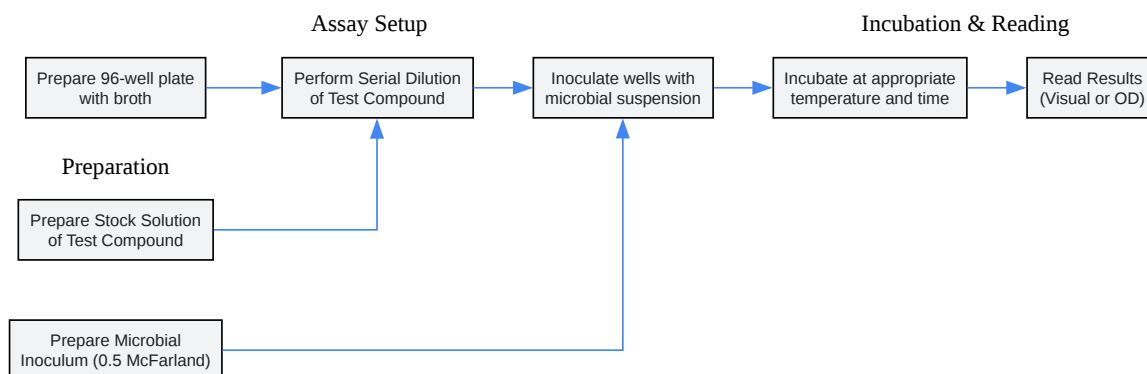 Assay Setup
Incubation & Reading
Prepare 96-well plate
with broth
Perform Serial Dilution
of Test Compound
Inoculate wells with
microbial suspension
Incubate at appropriate
temperature and time
Read Results
(Visual or OD)
Preparation
Prepare Stock Solution
of Test Compound
Prepare Microbial
Inoculum (0.5 McFarland)